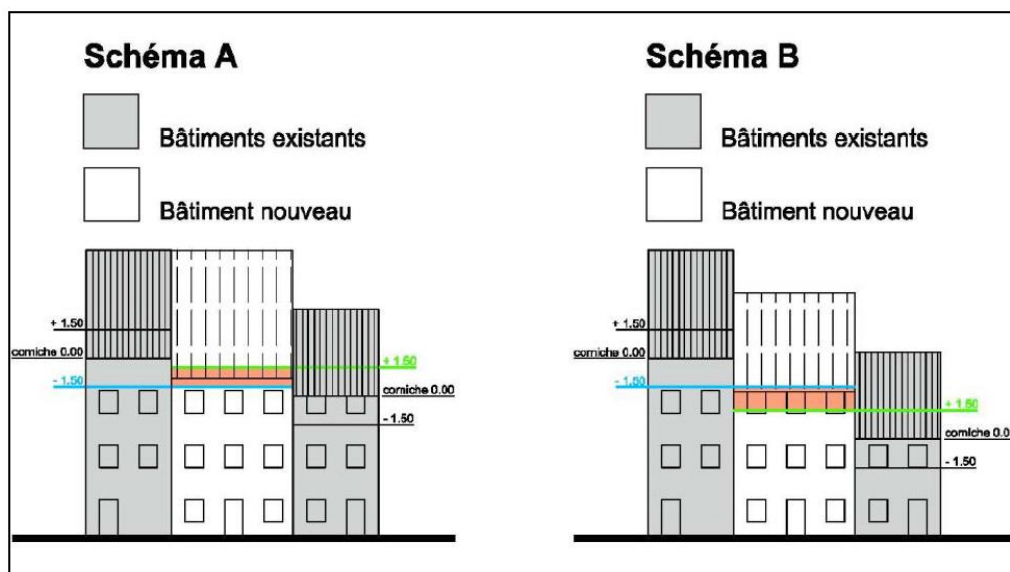 Schéma A
Bâtiments existants
Bâtiment nouveau
+ 1.50
corniche 0.00
- 1.50
+ 1.50
corniche 0.00
- 1.50
Schéma B
Bâtiments existants
Bâtiment nouveau
+ 1.50
corniche 0.00
- 1.50
+ 1.50
corniche 0.0
- 1.50